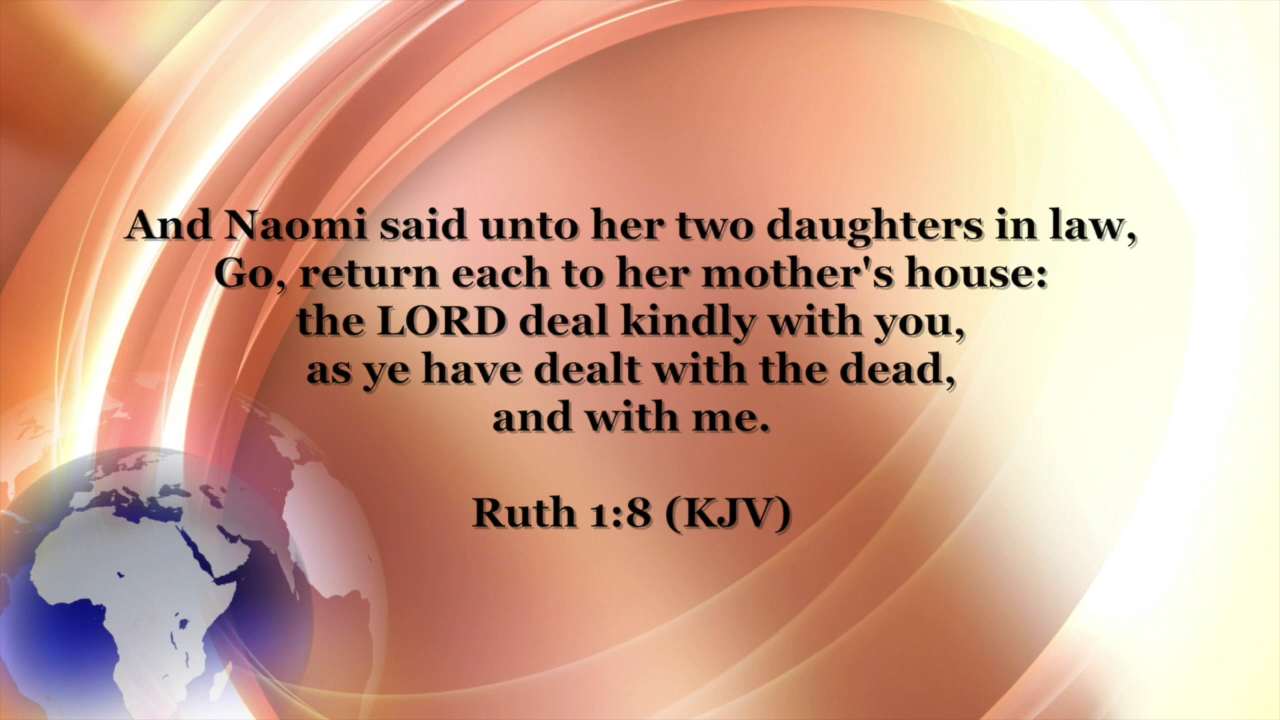 And Naomi said unto her two daughters in law,
Go, return each to her mother's house:
the LORD deal kindly with you,
as ye have dealt with the dead,
and with me.
Ruth 1:8 (KJV)